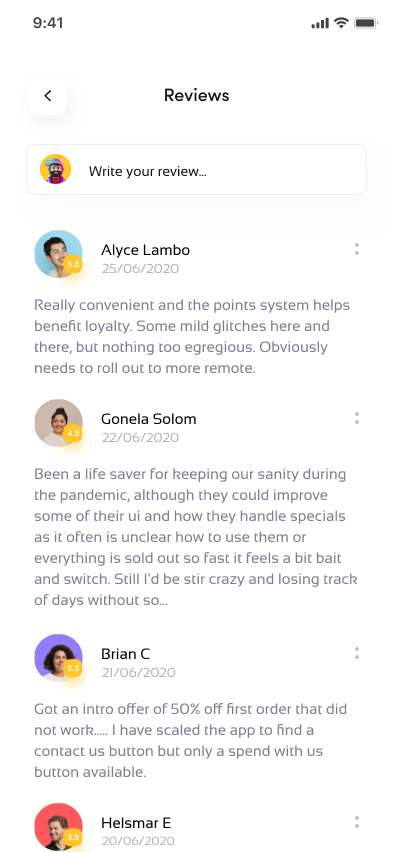 9:41
Reviews
Write your review...
5.0
Alyce Lambo
25/06/2020
Really convenient and the points system helps
benefit loyalty. Some mild glitches here and
there, but nothing too egregious. Obviously
needs to roll out to more remote.
4.5
Gonela Solom
22/06/2020
Been a life saver for keeping our sanity during
the pandemic, although they could improve
some of their ui and how they handle specials
as it often is unclear how to use them or
everything is sold out so fast it feels a bit bait
and switch. Still I'd be stir crazy and losing track
of days without so...
2.5
Brian C
21/06/2020
Got an intro offer of 50% off first order that did
not work..... I have scaled the app to find a
contact us button but only a spend with us
button available.
3.5
Helsmar E
20/06/2020